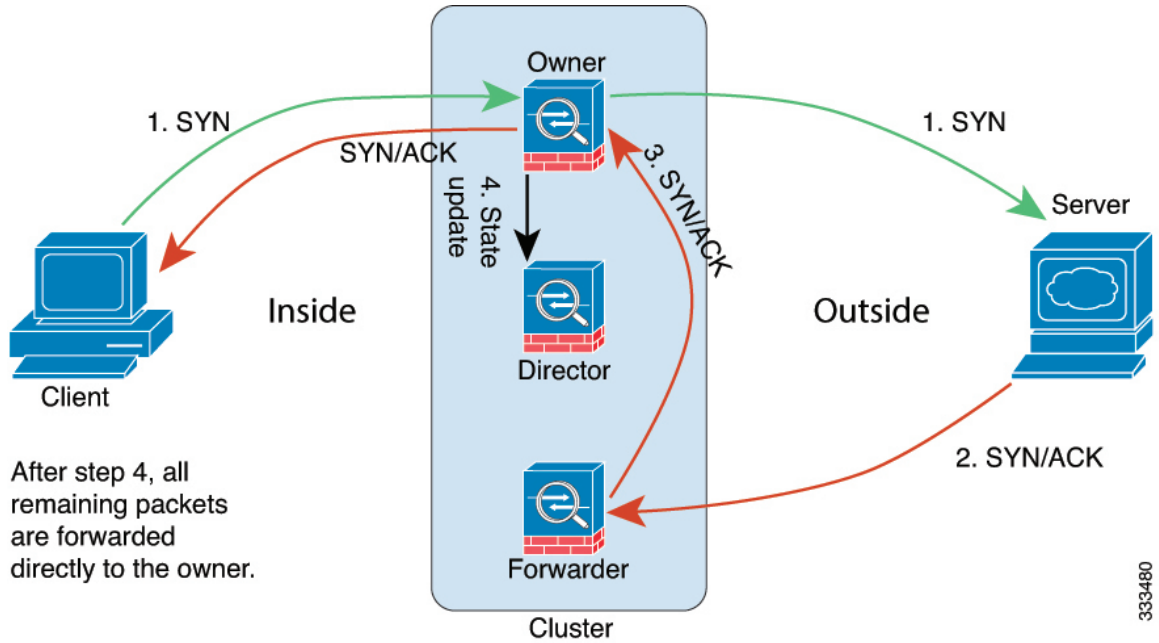 Owner
1. SYN
1. SYN
SYN/ACK
3. SYN/ACK
4. State
update
Server
Inside
Outside
Director
Client
2. SYN/ACK
After step 4, all
remaining packets
are forwarded
directly to the owner.
Forwarder
333480
Cluster